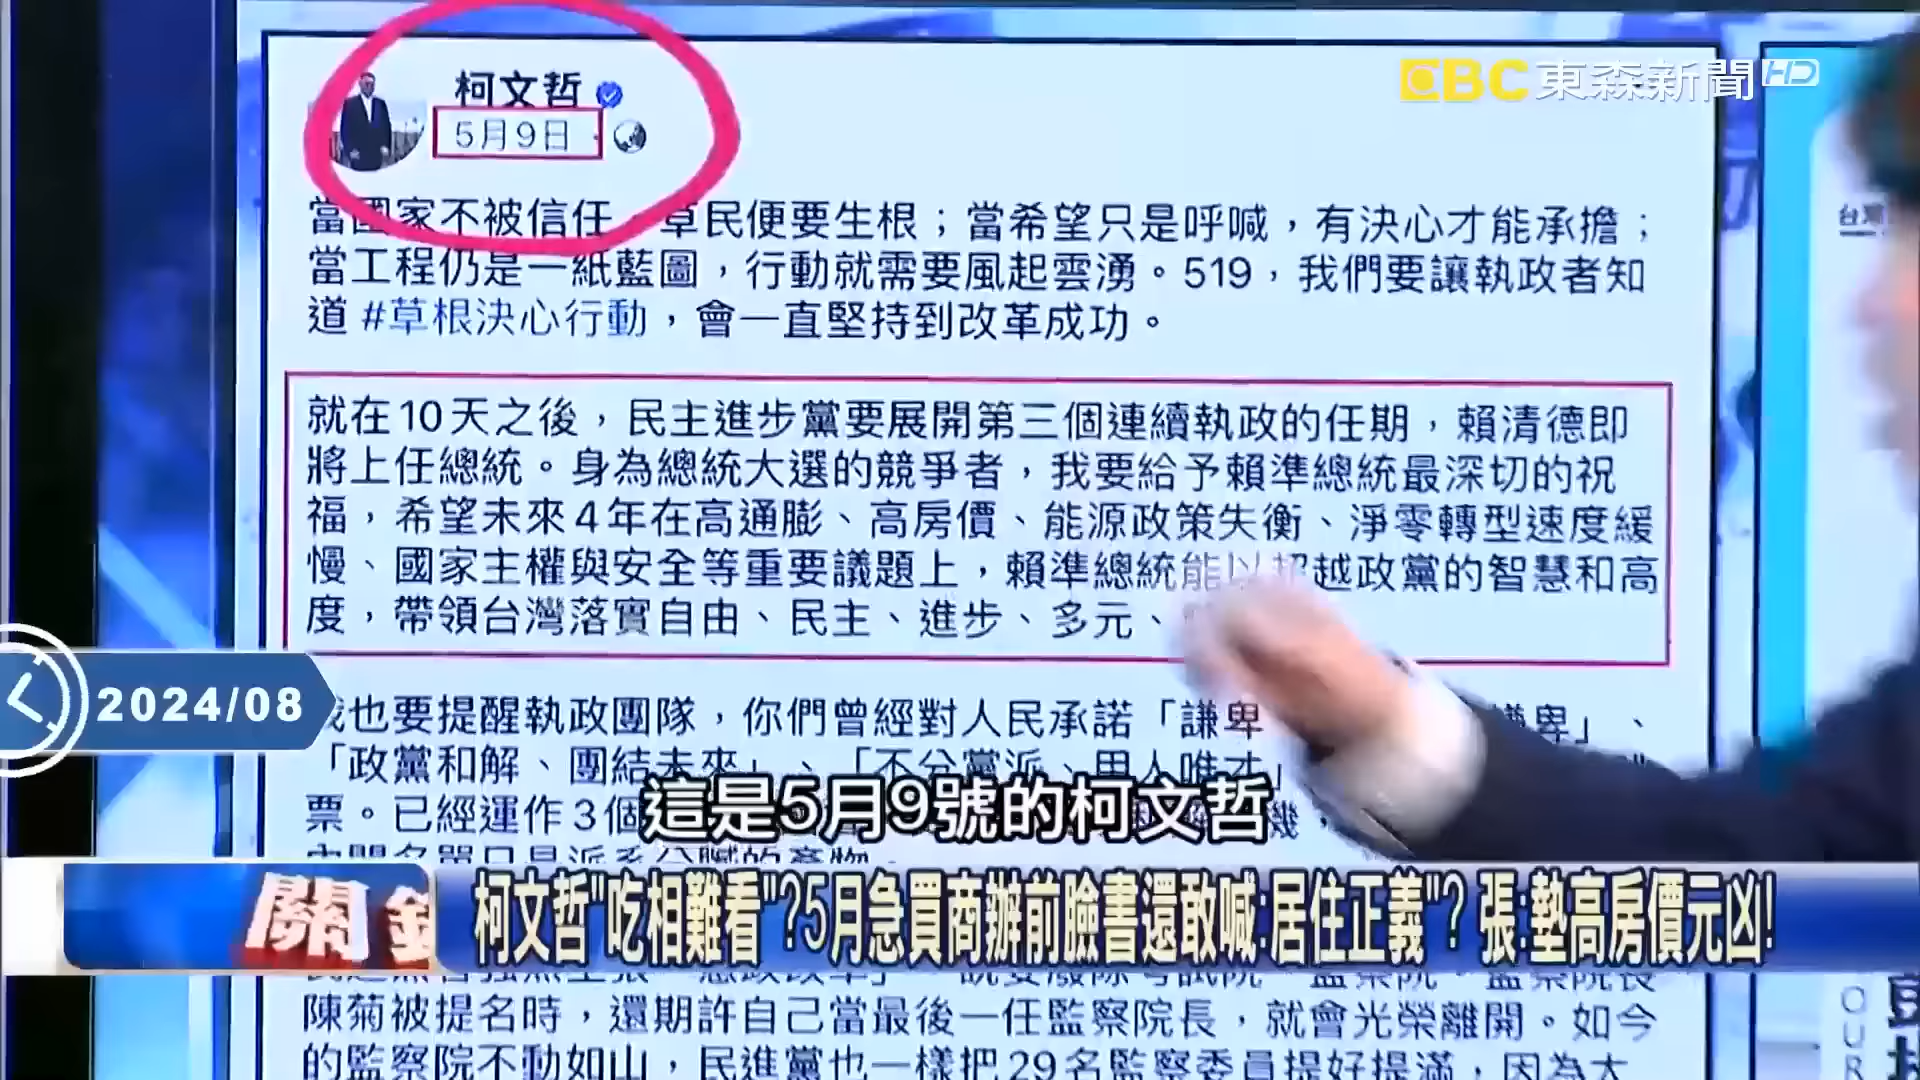 柯文哲
5月9日
EBC 東森新聞 HD
當國家不被信任，草民便要生根；當希望只是呼喊，有決心才能承擔；
當工程仍是一紙藍圖，行動就需要風起雲湧。519，我們要讓執政者知
道 #草根決心行動，會一直堅持到改革成功。
就在10天之後，民主進步黨要展開第三個連續執政的任期，賴清德即
將上任總統。身為總統大選的競爭者，我要給予賴準總統最深切的祝
福，希望未來4年在高通膨、高房價、能源政策失衡、淨零轉型速度緩
慢、國家主權與安全等重要議題上，賴準總統能以超越政黨的智慧和高
度，帶領台灣落實自由、民主、進步、多元、
2024/08
我也要提醒執政團隊，你們曾經對人民承諾「謙卑 謙卑」、
「政黨和解、團結未來」、「不分黨派、用人唯才」
票。已經運作3個
這是5月9號的柯文哲
關鍵
柯文哲"吃相難看"?5月急買商辦前臉書還敢喊:居住正義"? 張:墊高房價元凶!
陳菊被提名時，還期許自己當最後一任監察院長，就會光榮離開。如今
的監察院不動如山，民進黨也一樣把29名監察委員提好提滿，因為太
OUR